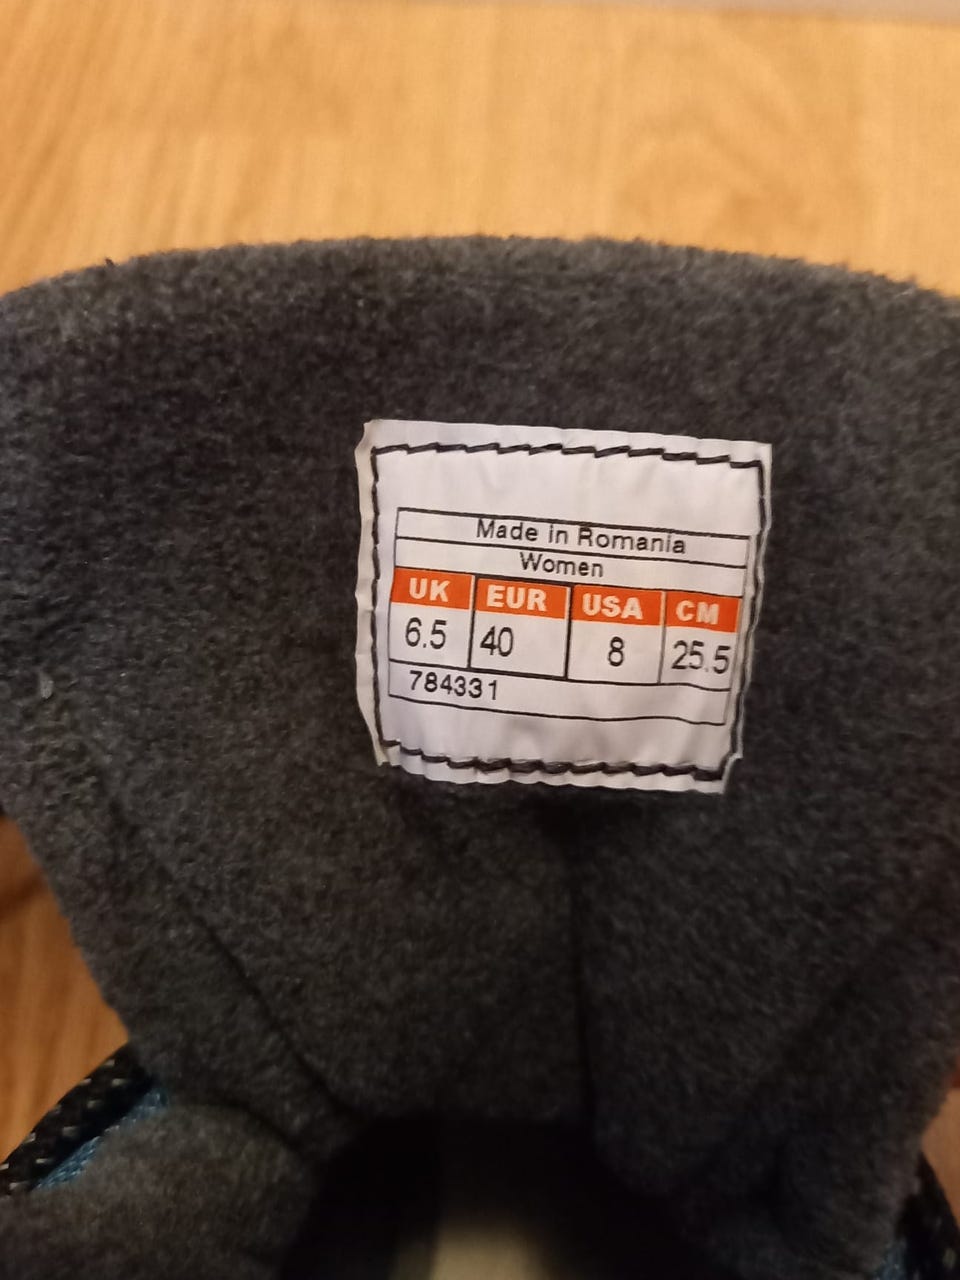 Made in Romania
Women
UK EUR USA CM
6.5 40 8 25.5
784331